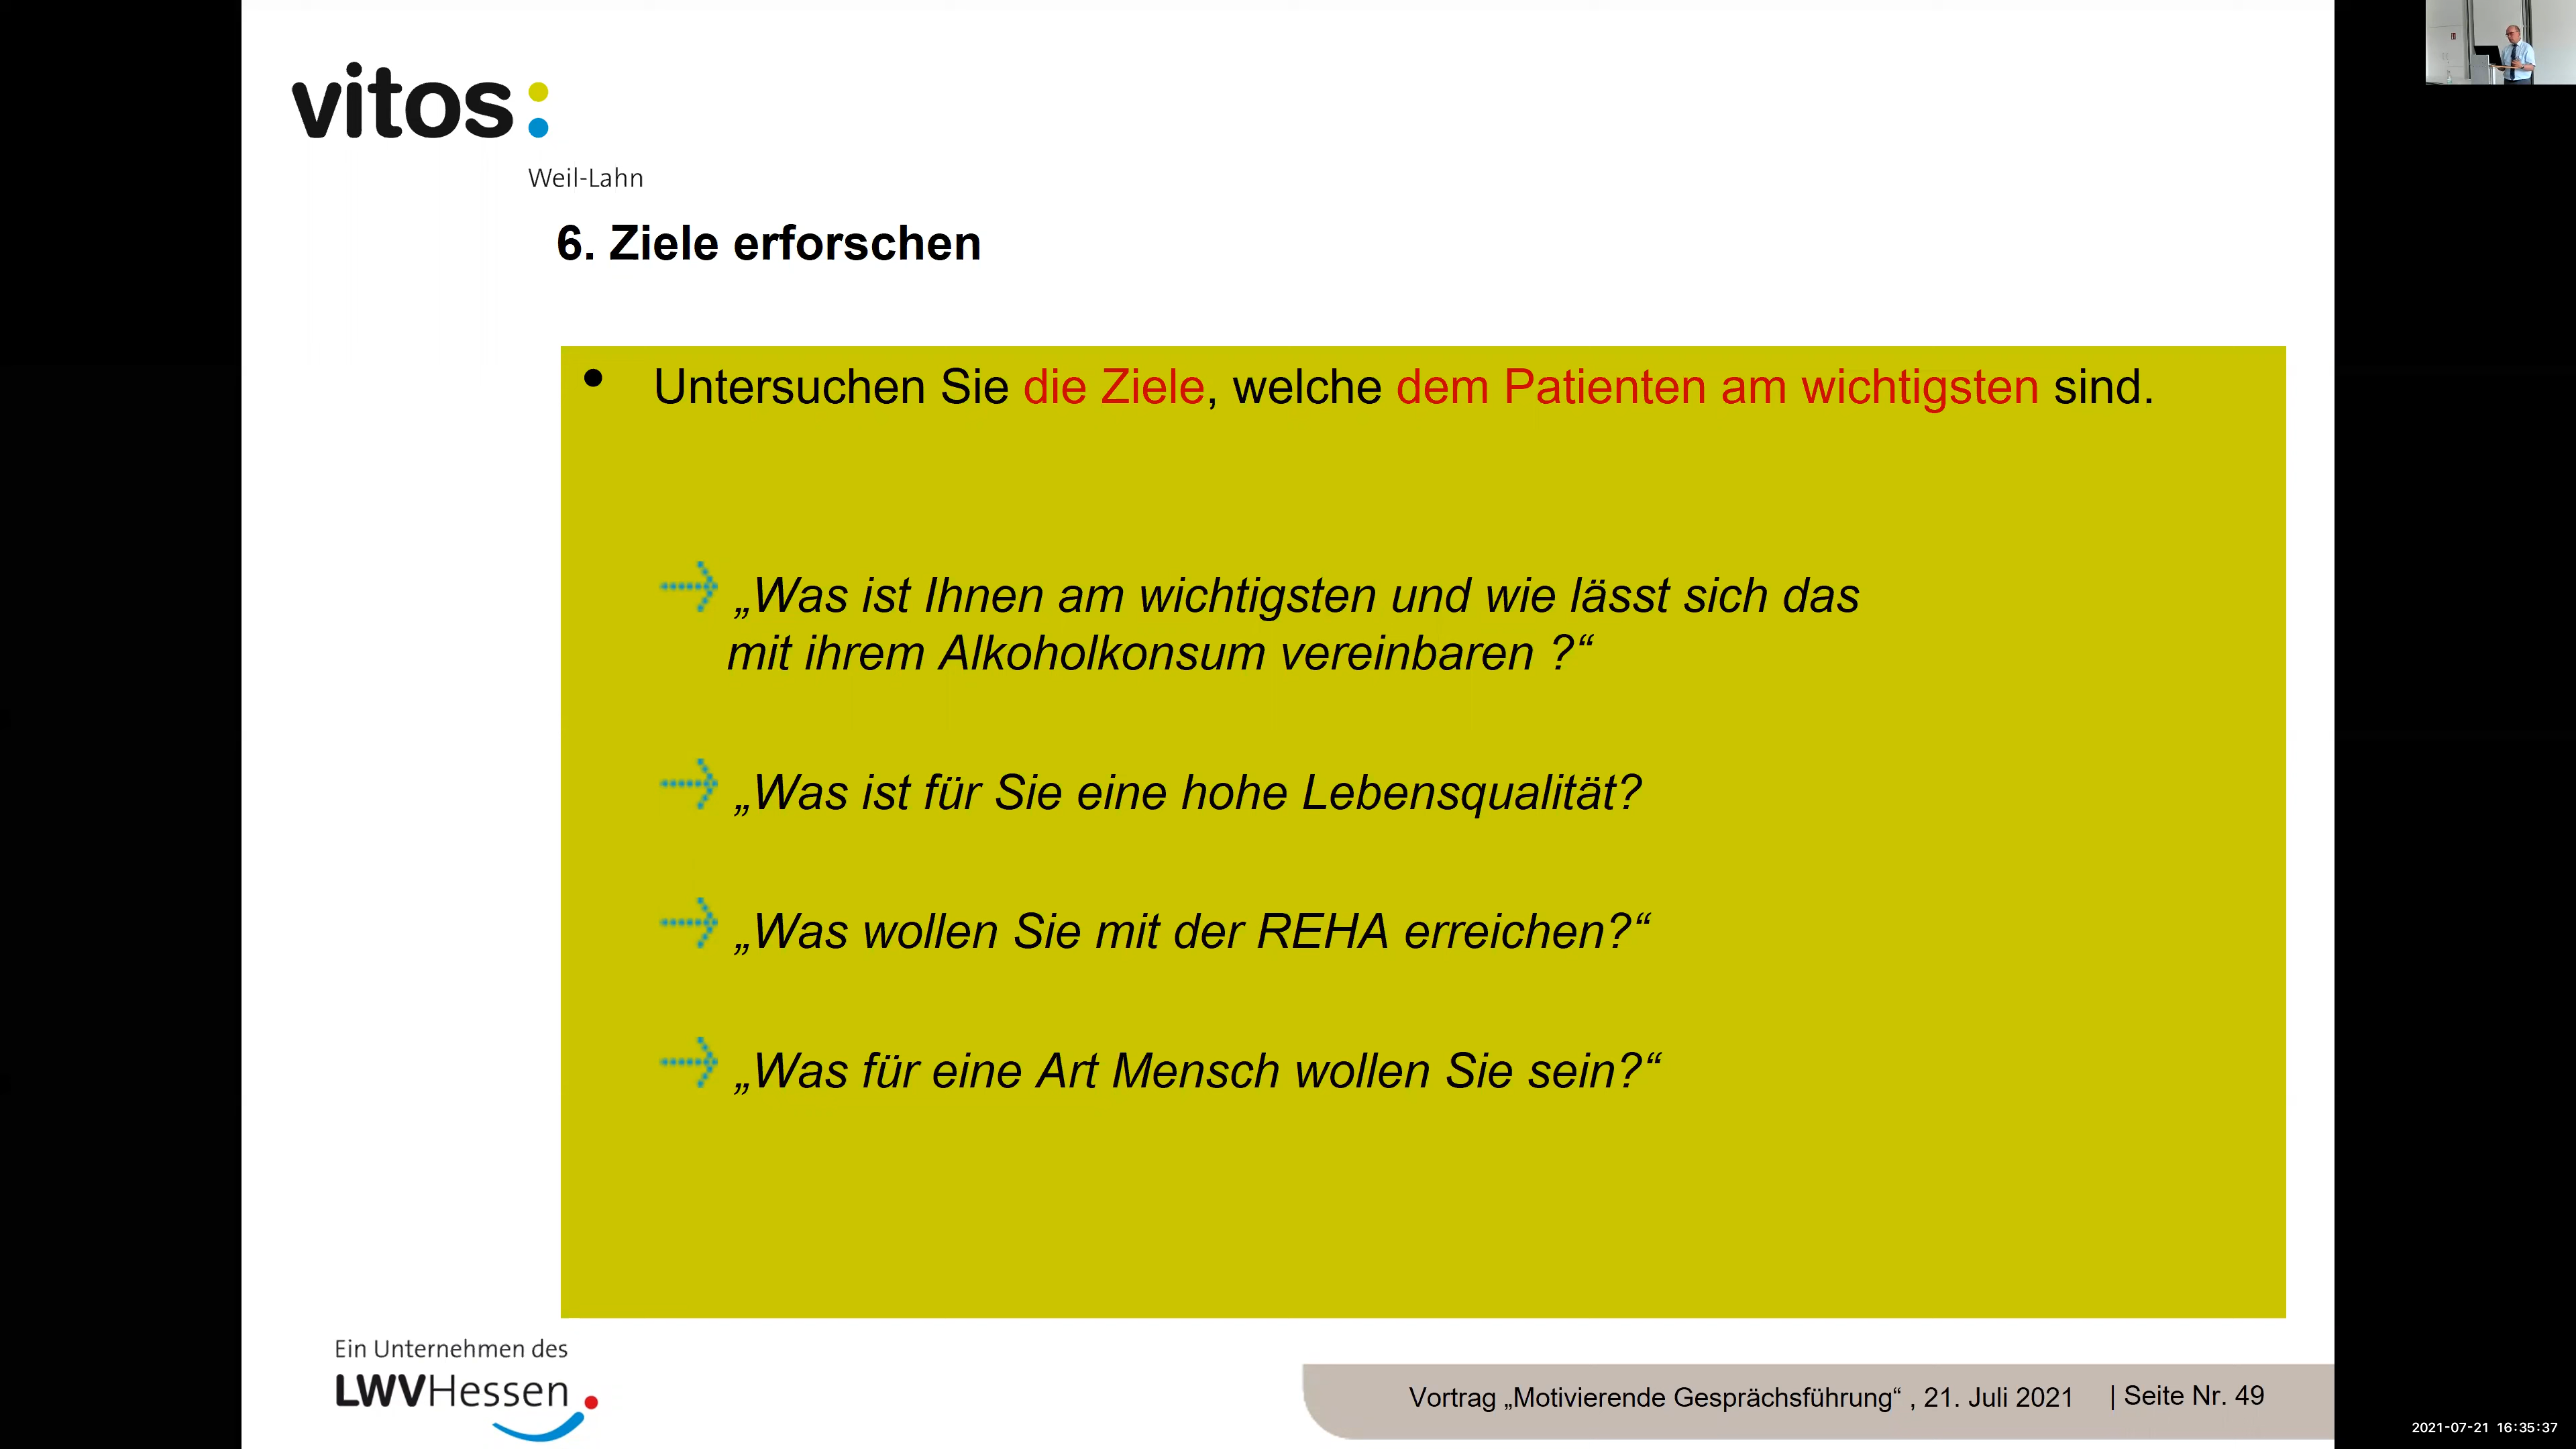 vitos:
Weil-Lahn
6. Ziele erforschen
• Untersuchen Sie die Ziele, welche dem Patienten am wichtigsten sind.
„Was ist Ihnen am wichtigsten und wie lässt sich das
mit ihrem Alkoholkonsum vereinbaren ?“
„Was ist für Sie eine hohe Lebensqualität?
„Was wollen Sie mit der REHA erreichen?“
„Was für eine Art Mensch wollen Sie sein?“
Ein Unternehmen des
LWVHessen
Vortrag „Motivierende Gesprächsführung“ , 21. Juli 2021 | Seite Nr. 49
2021-07-21 16:35:37